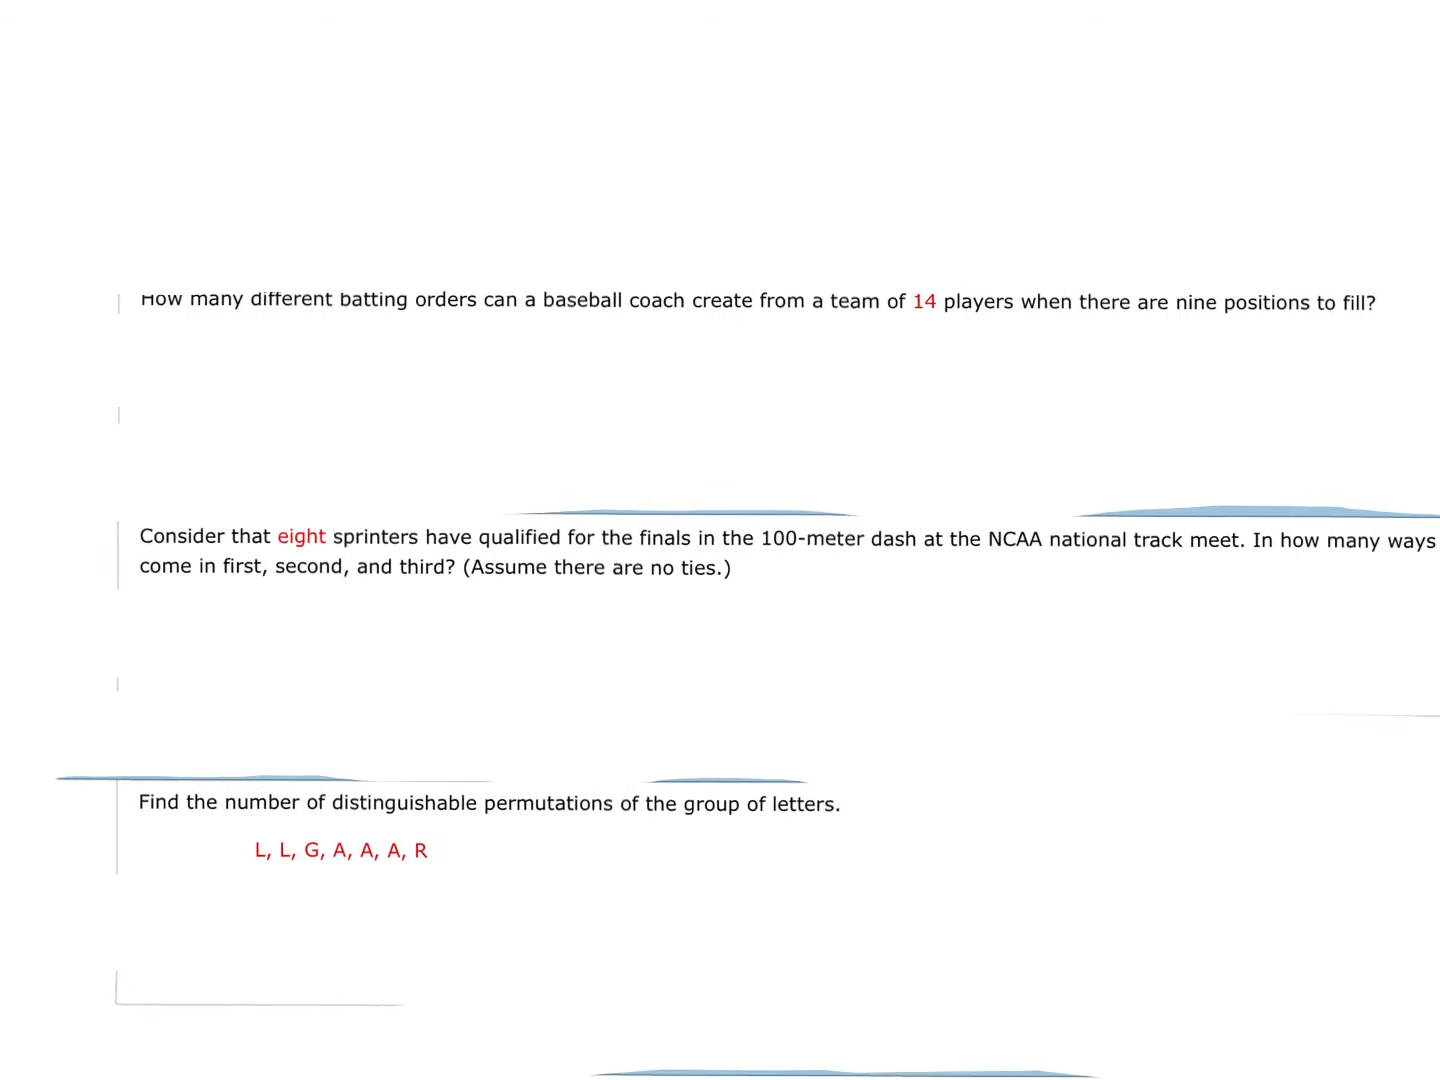 How many different batting orders can a baseball coach create from a team of 14 players when there are nine positions to fill?
Consider that eight sprinters have qualified for the finals in the 100-meter dash at the NCAA national track meet. In how many ways
come in first, second, and third? (Assume there are no ties.)
Find the number of distinguishable permutations of the group of letters.
L, L, G, A, A, A, R